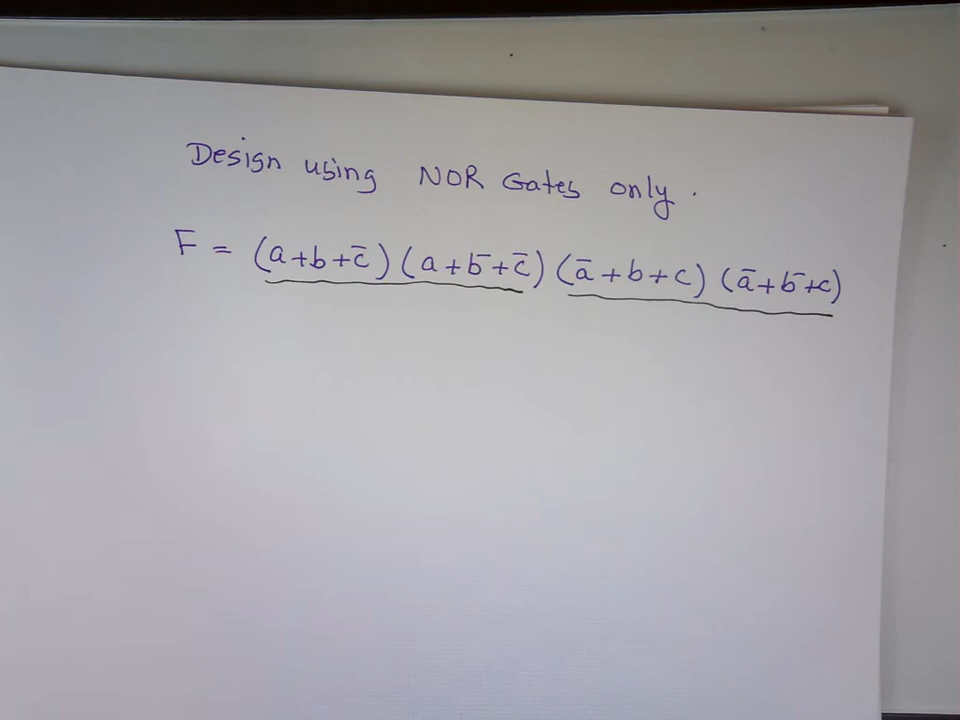 Design using NOR Gates only.
F = (a+b+c̄)(a+b̄+c̄)(ā+b+c)(ā+b̄+c)